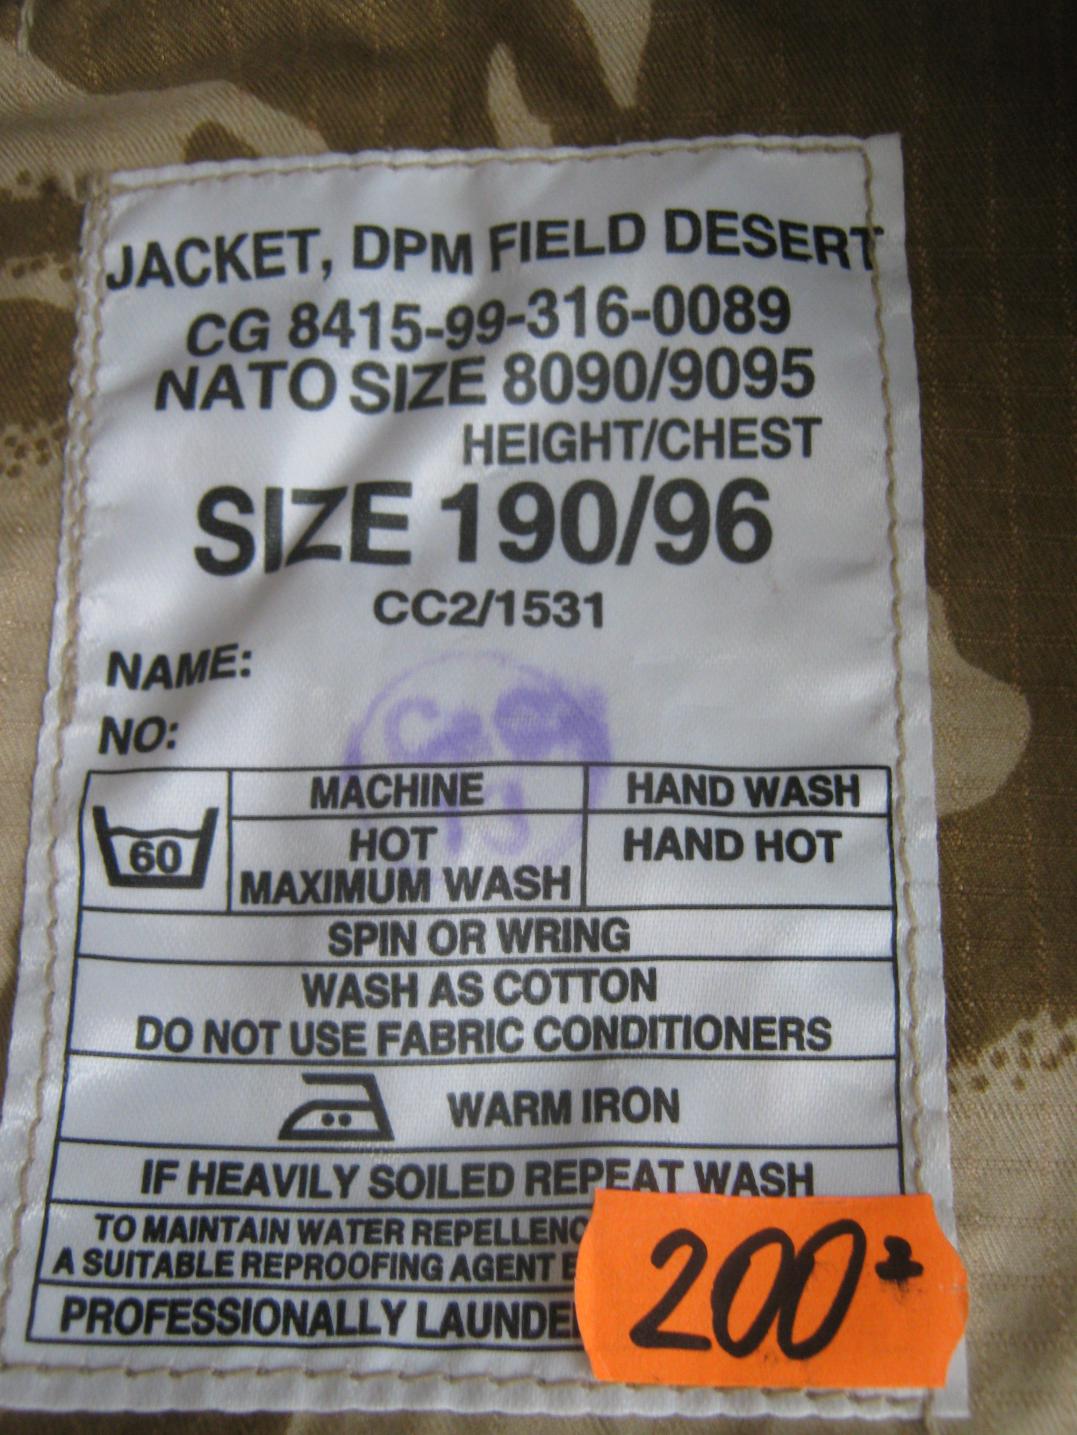 JACKET, DPM FIELD DESERT
CG 8415-99-316-0089
NATO SIZE 8090/9095
HEIGHT/CHEST
SIZE 190/96
CC2/1531
NAME:
NO:
60
MACHINE
HAND WASH
HOT
MAXIMUM WASH
HAND HOT
SPIN OR WRING
WASH AS COTTON
DO NOT USE FABRIC CONDITIONERS
WARM IRON
IF HEAVILY SOILED REPEAT WASH
TO MAINTAIN WATER
A SUITABLE REPROOFING AGENT
PROFESSIONALLY
200